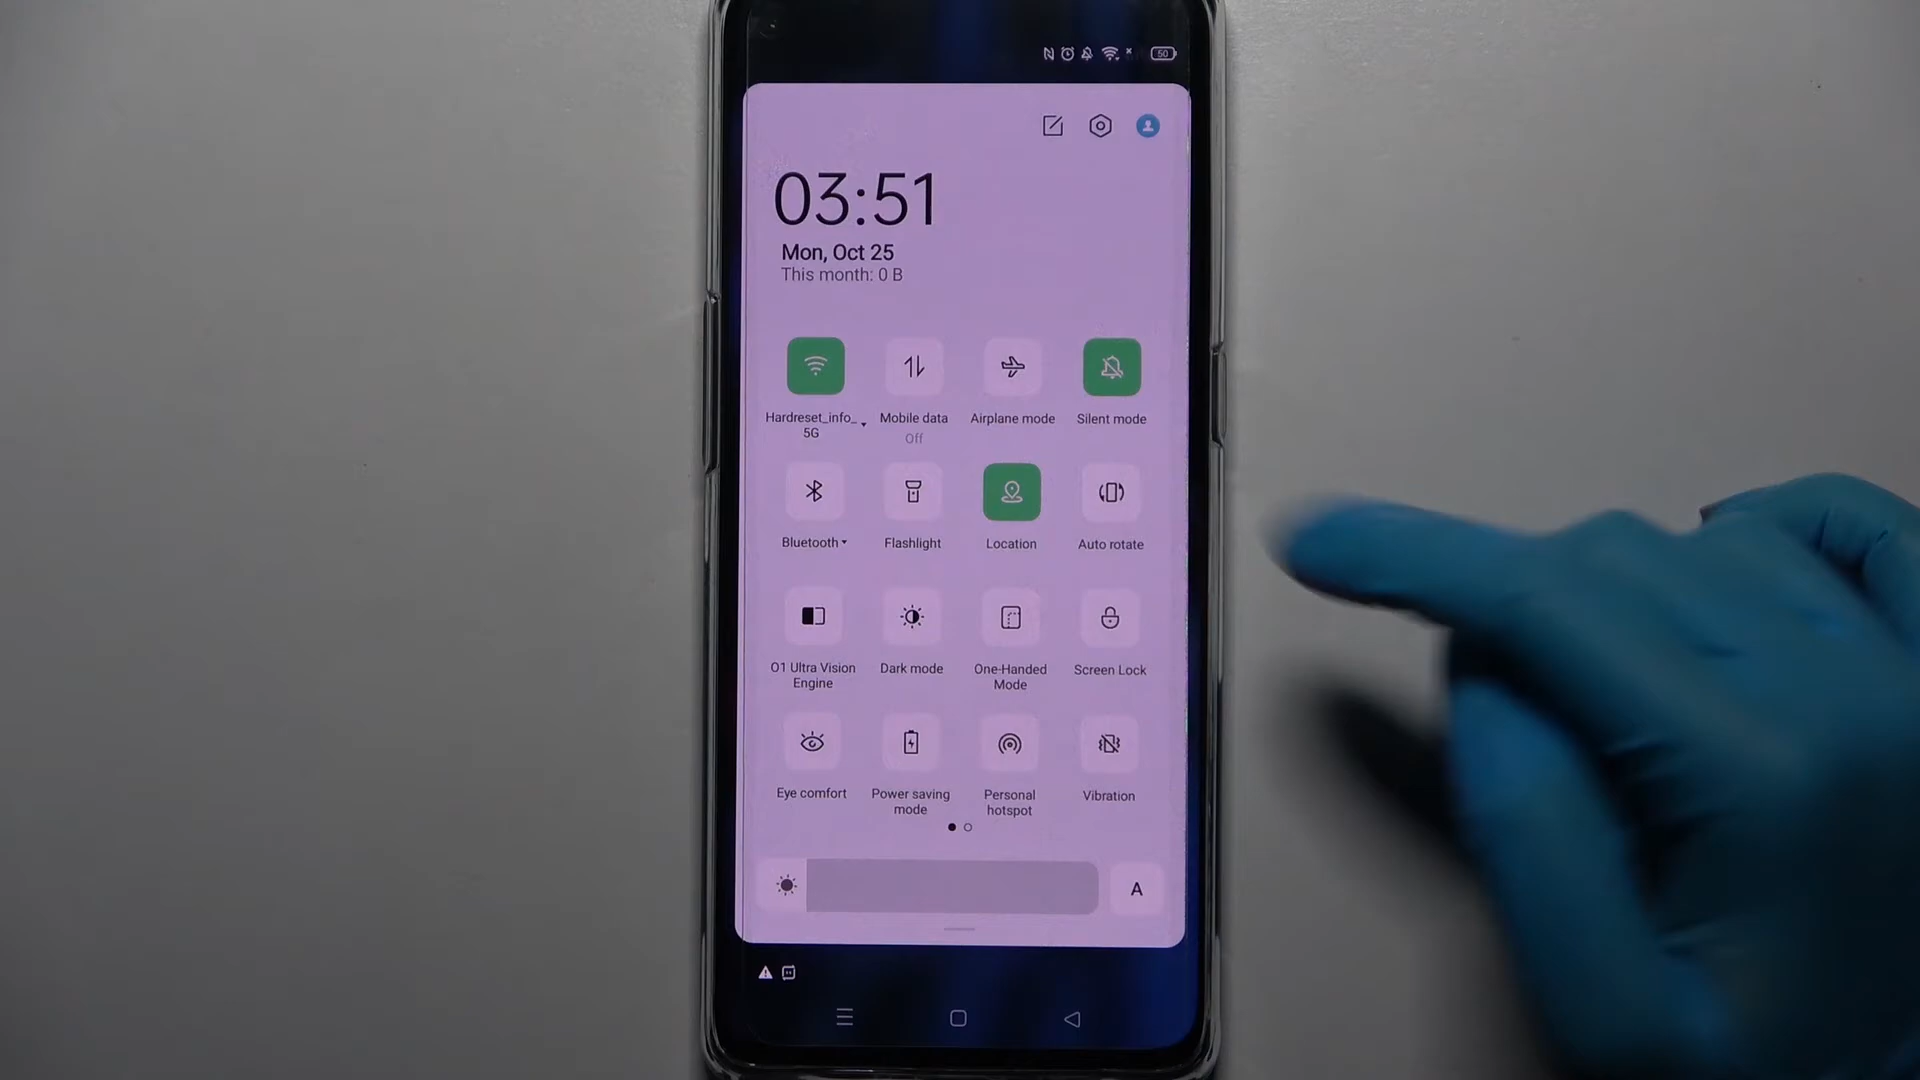 50
03:51
Mon, Oct 25
This month: 0 B
Hardreset_info_
5G
Mobile data
Off
Airplane mode
Silent mode
Bluetooth
Flashlight
Location
Auto rotate
O1 Ultra Vision
Engine
Dark mode
One-Handed
Mode
Screen Lock
Eye comfort
Power saving
mode
Personal
hotspot
Vibration
A